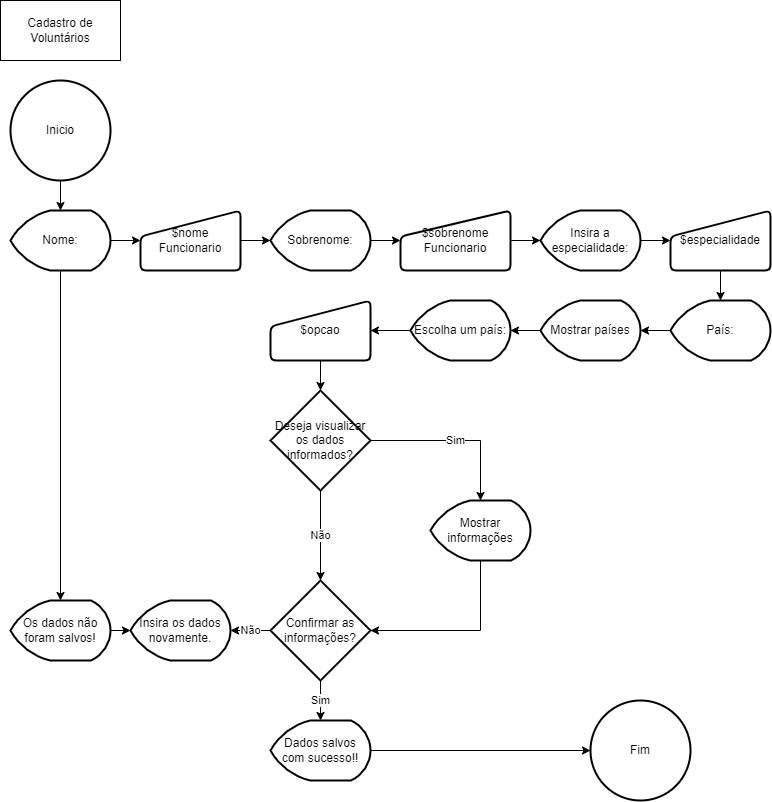 Cadastro de
Voluntários
Inicio
Nome:
$nome
Funcionario
Sobrenome:
$sobrenome
Funcionario
Insira a
especialidade:
$especialidade
País:
Mostrar países
Escolha um país:
$opcao
Deseja visualizar
os dados
informados?
Sim
Não
Mostrar
informações
Confirmar as
informações?
Não
Insira os dados
novamente.
Os dados não
foram salvos!
Sim
Dados salvos
com sucesso!!
Fim